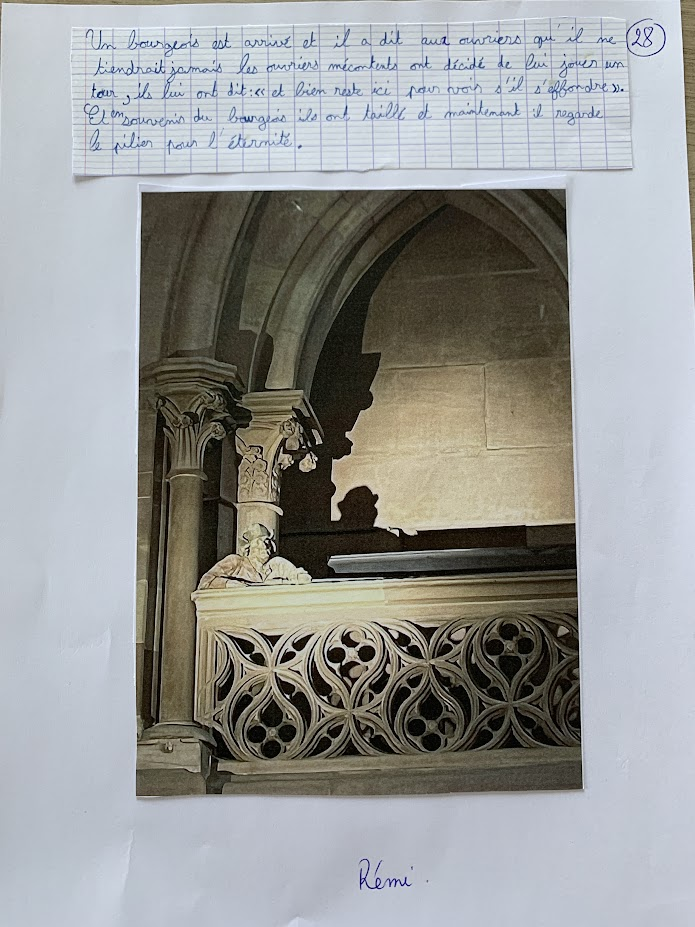 Un bourgeois est arrivé et il a dit aux ouvriers qu'il ne
tiendrait jamais les ouvriers mécontents ont décidé de lui jouer un
tour, ils lui ont dit : « et bien reste ici pour voir s'il s'effondre ».
Et en souvenir du bourgeois ils ont taillé et maintenant il regarde
le pilier pour l'éternité.
28
Rémi.